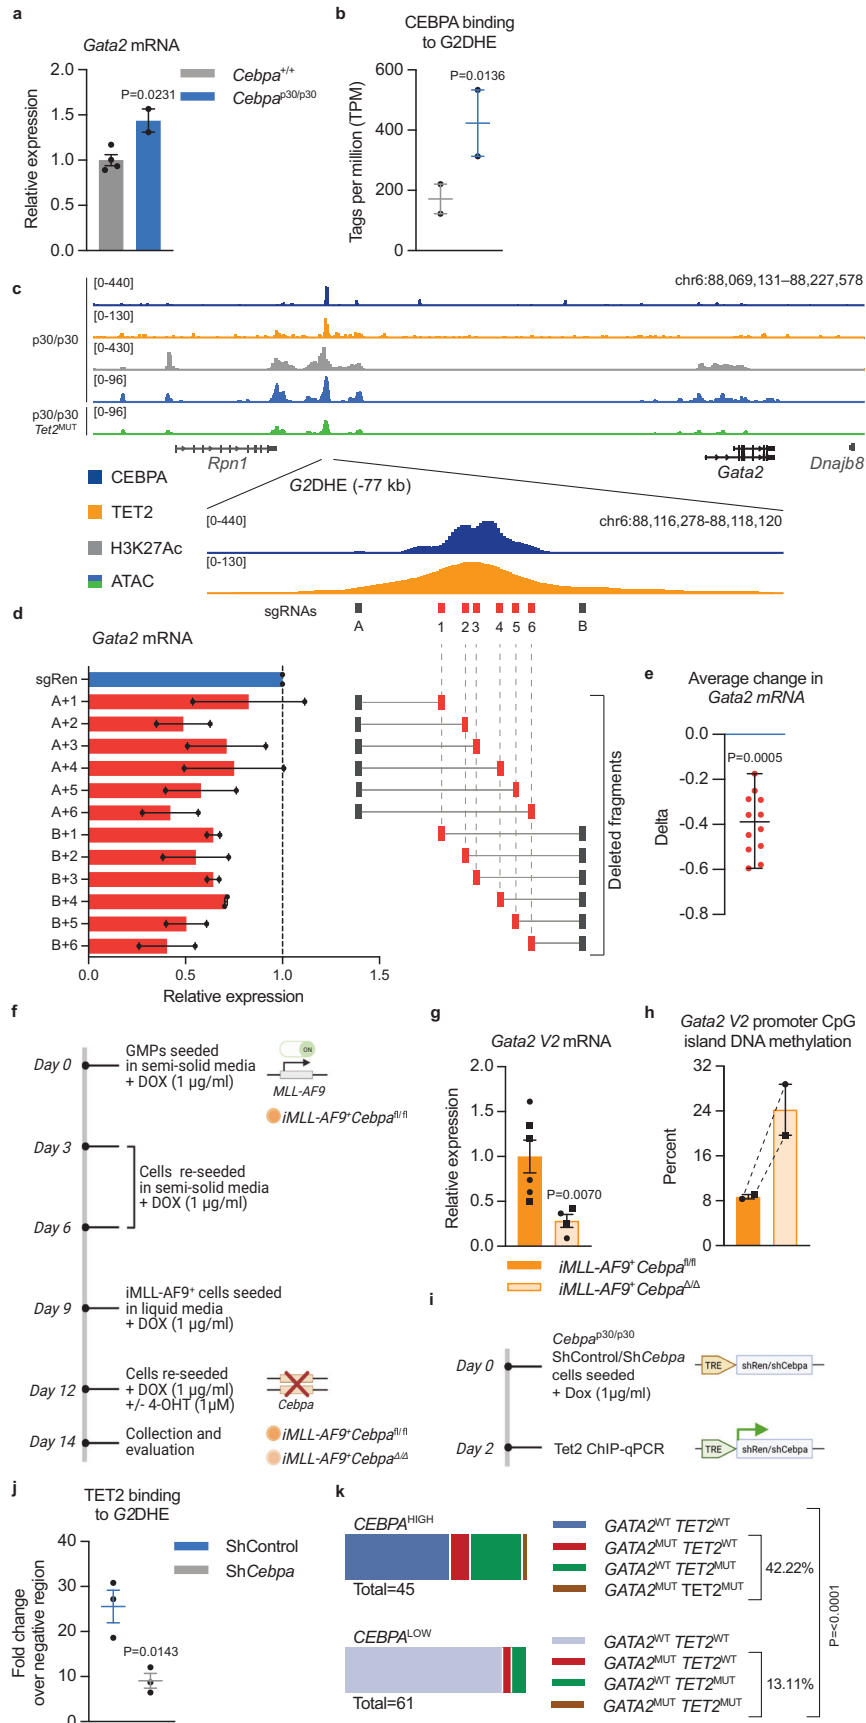 a
Gata2 mRNA
Relative expression
2.0
1.5
1.0
0.5
0.0
P=0.0231
Cebpa+/+
Cebpap30/p30
b
CEBPA binding
to G2DHE
Tags per million (TPM)
600
400
200
0
P=0.0136
c
chr6:88,069,131–88,227,578
[0-440]
[0-130]
p30/p30
[0-430]
[0-96]
p30/p30
Tet2MUT
[0-96]
Rpn1
Gata2
Dnajb8
CEBPA
TET2
H3K27Ac
ATAC
G2DHE (-77 kb)
[0-440]
chr6:88,116,278-88,118,120
[0-130]
sgRNAs
A
1
2
3
4
5
6
B
d
Gata2 mRNA
sgRen
A+1
A+2
A+3
A+4
A+5
A+6
B+1
B+2
B+3
B+4
B+5
B+6
0.0
0.5
1.0
1.5
Relative expression
Deleted fragments
e
Average change in
Gata2 mRNA
Delta
0.0
-0.2
-0.4
-0.6
-0.8
P=0.0005
f
Day 0
GMPs seeded
in semi-solid media
+ DOX (1 µg/ml)
ON
MLL-AF9
iMLL-AF9+Cebpafl/fl
Day 3
Cells re-seeded
in semi-solid media
+ DOX (1 µg/ml)
Day 6
Day 9
iMLL-AF9+ cells seeded
in liquid media
+ DOX (1 µg/ml)
Day 12
Cells re-seeded
+ DOX (1 µg/ml)
+/- 4-OHT (1µM)
Cebpa
Day 14
Collection and
evaluation
iMLL-AF9+Cebpafl/fl
iMLL-AF9+CebpaΔ/Δ
g
Gata2 V2 mRNA
Relative expression
2.0
1.5
1.0
0.5
0.0
P=0.0070
h
Gata2 V2 promoter CpG
island DNA methylation
Percent
32
24
16
8
0
iMLL-AF9+ Cebpafl/fl
iMLL-AF9+ CebpaΔ/Δ
i
Day 0
Cebpap30/p30
ShControl/ShCebpa
cells seeded
+ Dox (1µg/ml)
TRE
shRen/shCebpa
Day 2
Tet2 ChIP-qPCR
TRE
shRen/shCebpa
j
TET2 binding
to G2DHE
Fold change
over negative region
40
30
20
10
0
P=0.0143
ShControl
ShCebpa
k
CEBPAHIGH
Total=45
GATA2WT TET2WT
GATA2MUT TET2WT
GATA2WT TET2MUT
GATA2MUT TET2MUT
42.22%
CEBPALOW
Total=61
GATA2WT TET2WT
GATA2MUT TET2WT
GATA2WT TET2MUT
GATA2MUT TET2MUT
13.11%
P=<0.0001